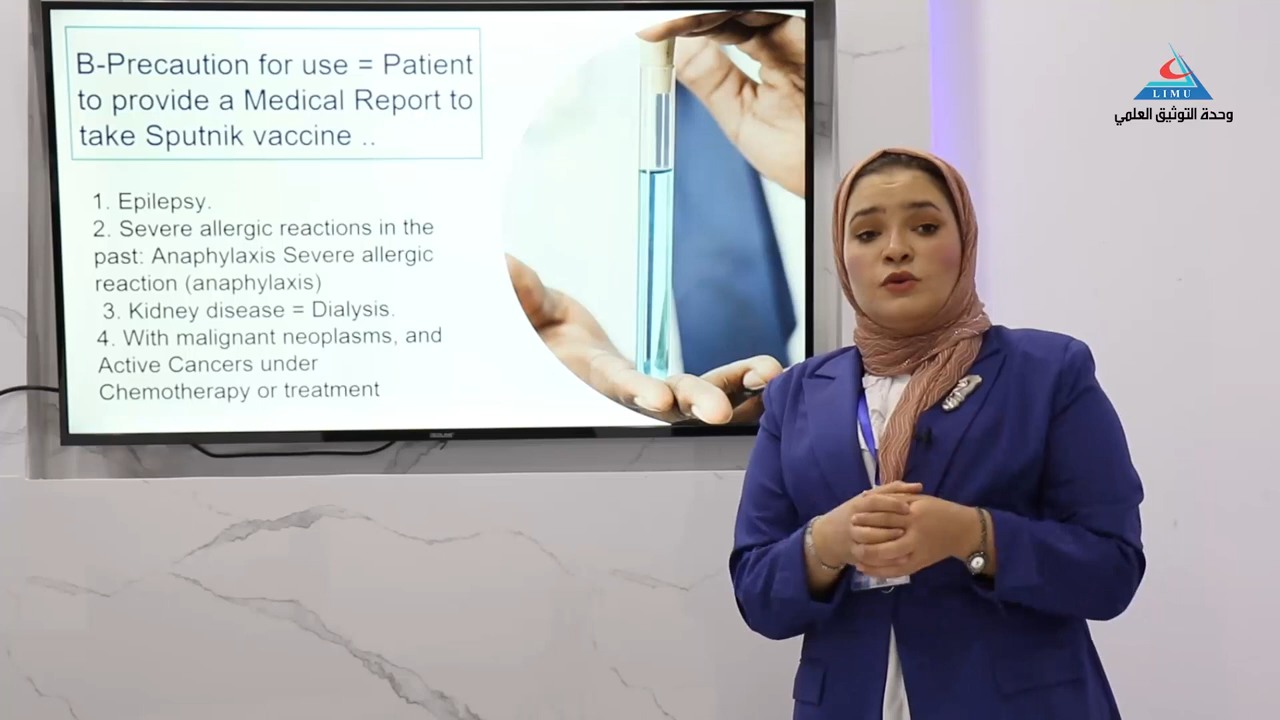 B-Precaution for use = Patient
to provide a Medical Report to
take Sputnik vaccine ..
1. Epilepsy.
2. Severe allergic reactions in the
past: Anaphylaxis Severe allergic
reaction (anaphylaxis)
3. Kidney disease = Dialysis.
4. With malignant neoplasms, and
Active Cancers under
Chemotherapy or treatment
LIMU
وحدة التوثيق العلمي